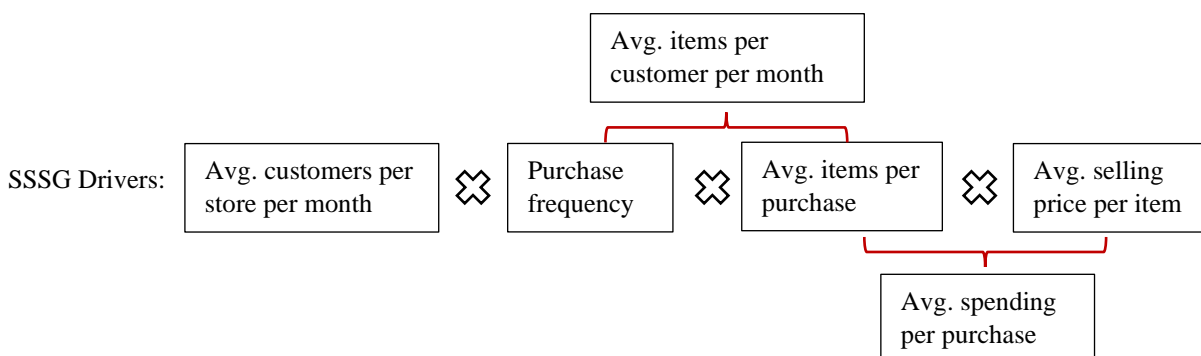 Avg. items per
customer per month
SSSG Drivers:
Avg. customers per
store per month
Purchase
frequency
Avg. items per
purchase
Avg. selling
price per item
Avg. spending
per purchase